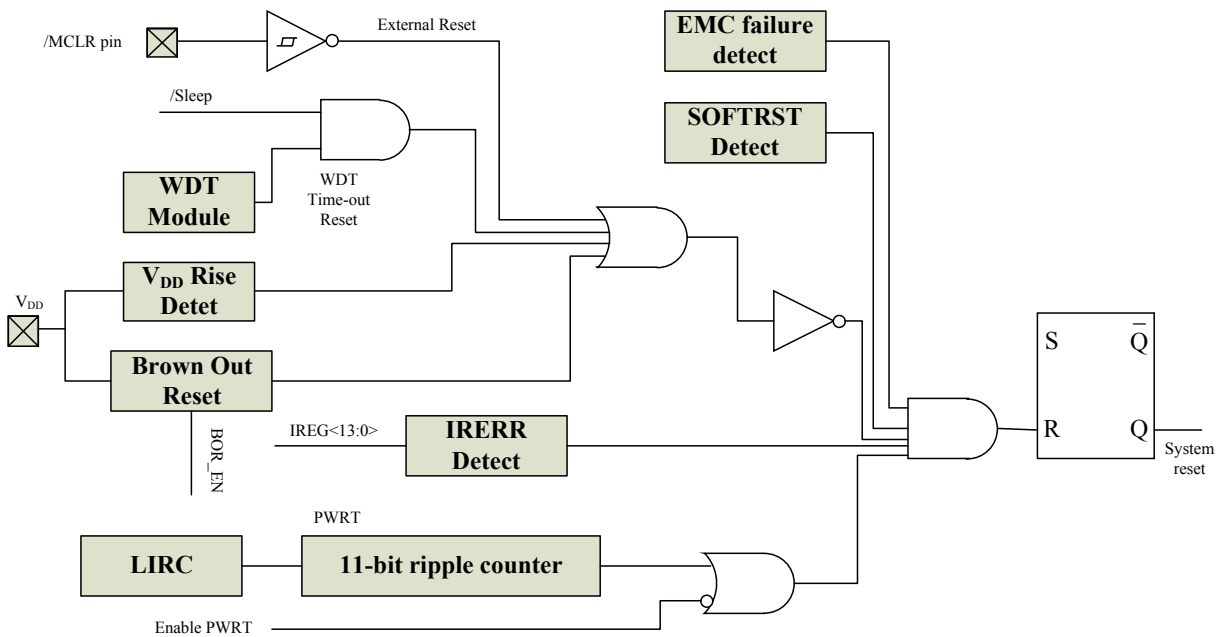 /MCLR pin
External Reset
EMC failure
detect
/Sleep
SOFTRST
Detect
WDT
Module
WDT
Time-out
Reset
VDD
VDD Rise
Detet
Brown Out
Reset
BOR_EN
IREG<13:0>
IRERR
Detect
S
Q̅
R
Q
System
reset
PWRT
LIRC
11-bit ripple counter
Enable PWRT